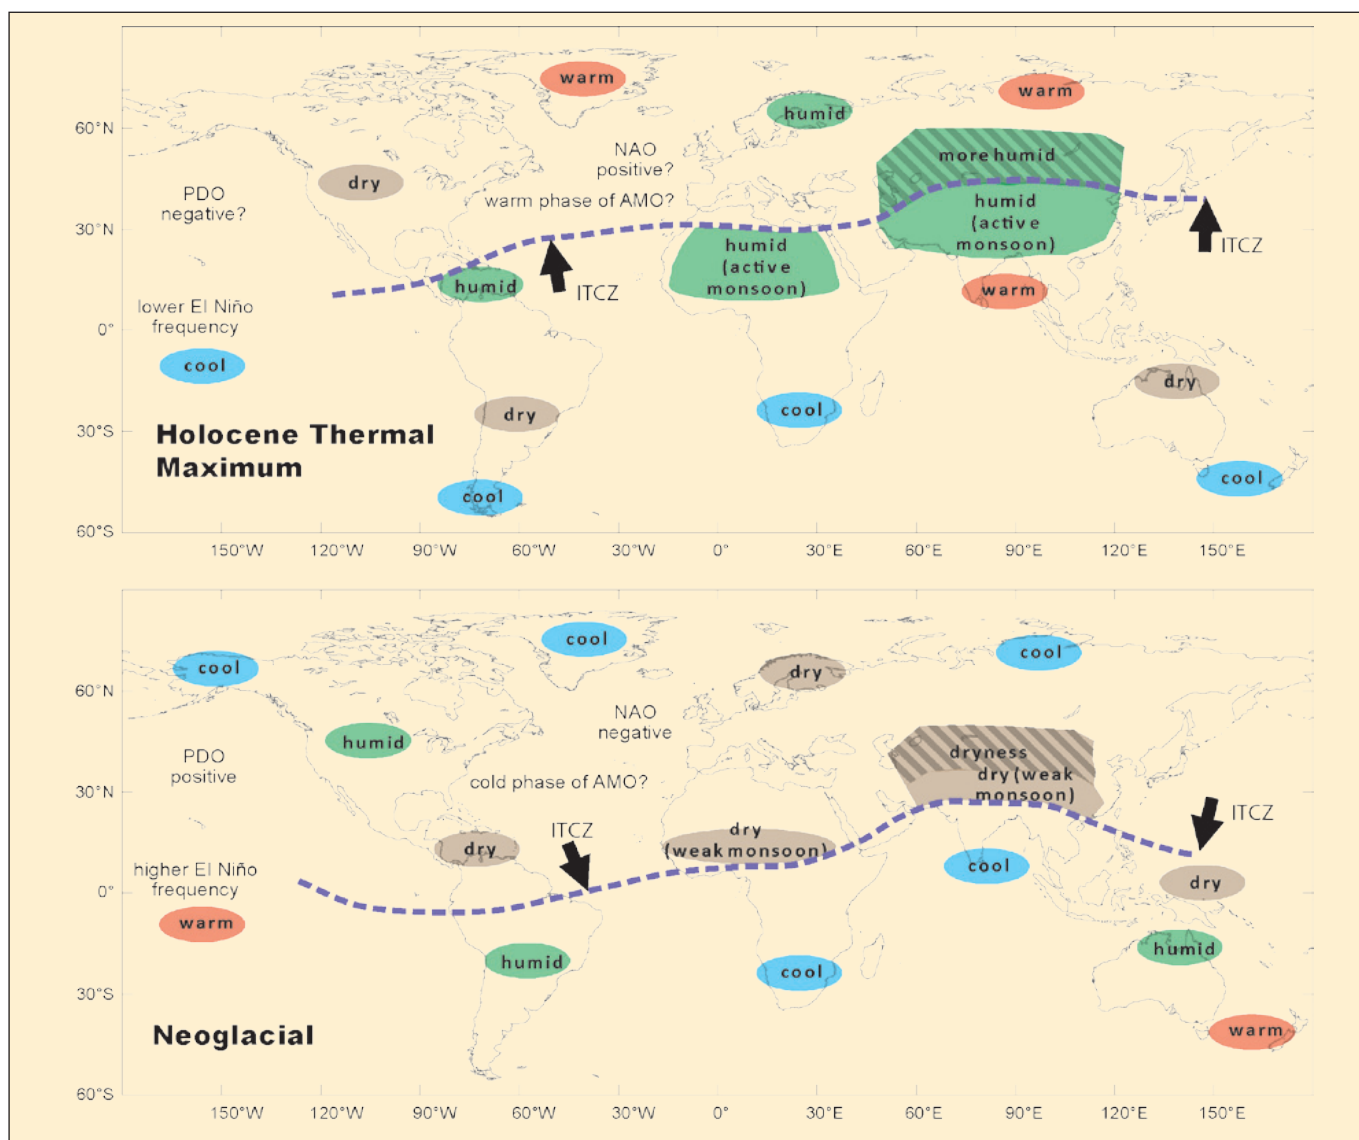 warm
warm
humid
60°N
NAO
positive?
more humid
dry
PDO
negative?
warm phase of AMO?
humid
(active
monsoon)
30°N
humid
(active
monsoon)
ITCZ
humid
ITCZ
warm
lower El Niño
frequency
0°
cool
dry
dry
cool
Holocene Thermal
Maximum
30°S
cool
cool
60°S
150°W
120°W
90°W
60°W
30°W
0°
30°E
60°E
90°E
120°E
150°E
cool
cool
cool
dry
60°N
NAO
negative
humid
PDO
positive
dryness
dry (weak
monsoon)
cold phase of AMO?
30°N
ITCZ
ITCZ
dry
dry
(weak monsoon)
higher El Niño
frequency
0°
cool
dry
warm
humid
humid
cool
30°S
Neoglacial
warm
60°S
150°W
120°W
90°W
60°W
30°W
0°
30°E
60°E
90°E
120°E
150°E